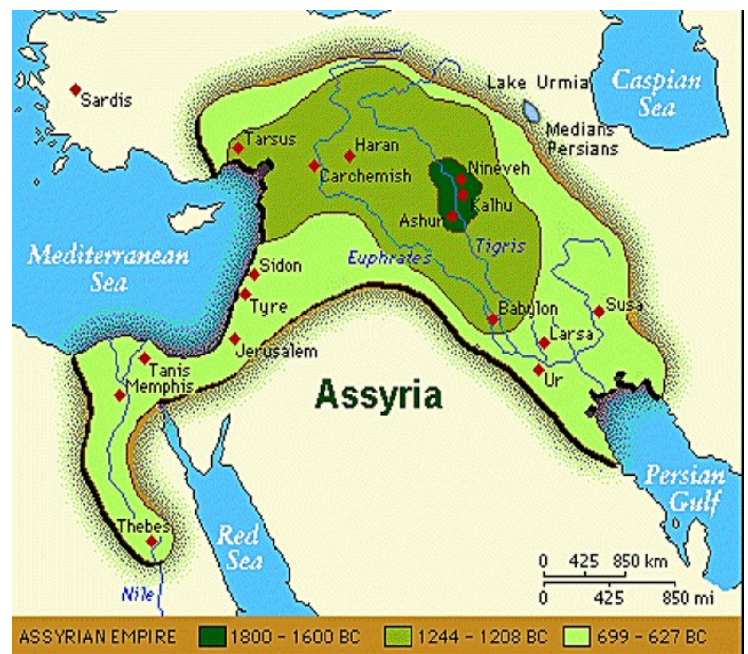 Lake Urmia
Caspian
Sea
Sardis
Medians
Persians
Tarsus
Haran
Carchemish
Nineveh
Kalhu
Ashur
Mediterranean
Sea
Euphrates
Tigris
Sidon
Tyre
Babylon
Susa
Larsa
Jerusalem
Tanis
Memphis
Ur
Assyria
Persian
Gulf
Thebes
Red
Sea
Nile
0 425 850 km
0 425 850 mi
ASSYRIAN EMPIRE 1800 - 1600 BC 1244 - 1208 BC 699 - 627 BC